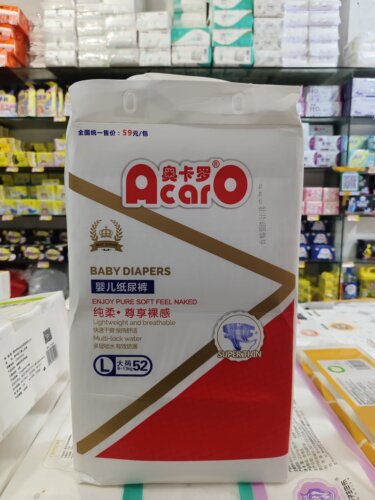 全国统一售价：59元/包
奥卡罗®
AcarO
BABY DIAPERS
婴儿纸尿裤
ENJOY PURE SOFT FEEL NAKED
纯柔·尊享裸感
Lightweight and breathable
Multi-lock water
SUPER THIN
L 大码 52
9-13kg